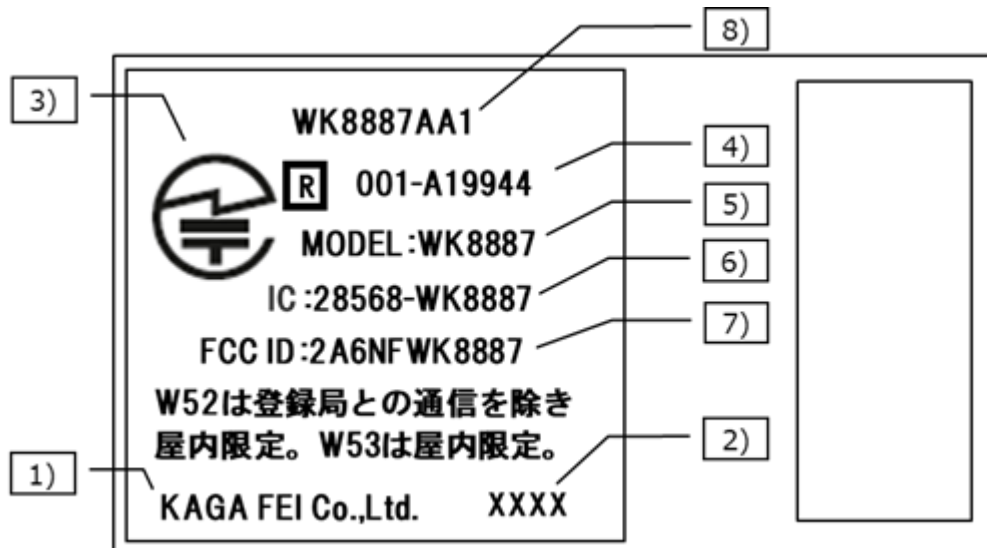 8)
3)
WK8887AA1
4)
R 001-A19944
5)
MODEL:WK8887
6)
IC:28568-WK8887
7)
FCC ID:2A6NFWK8887
W52は登録局との通信を除き
屋内限定。W53は屋内限定。
2)
1)
KAGA FEI Co.,Ltd. XXXX